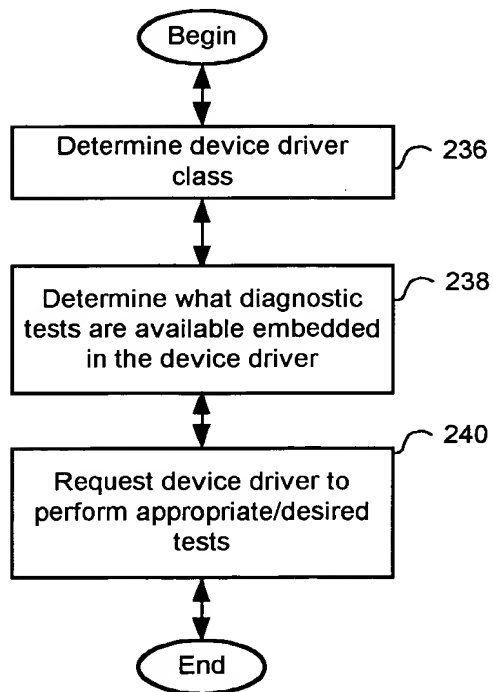 Begin
Determine device driver
class
236
Determine what diagnostic
tests are available embedded
in the device driver
238
Request device driver to
perform appropriate/desired
tests
240
End